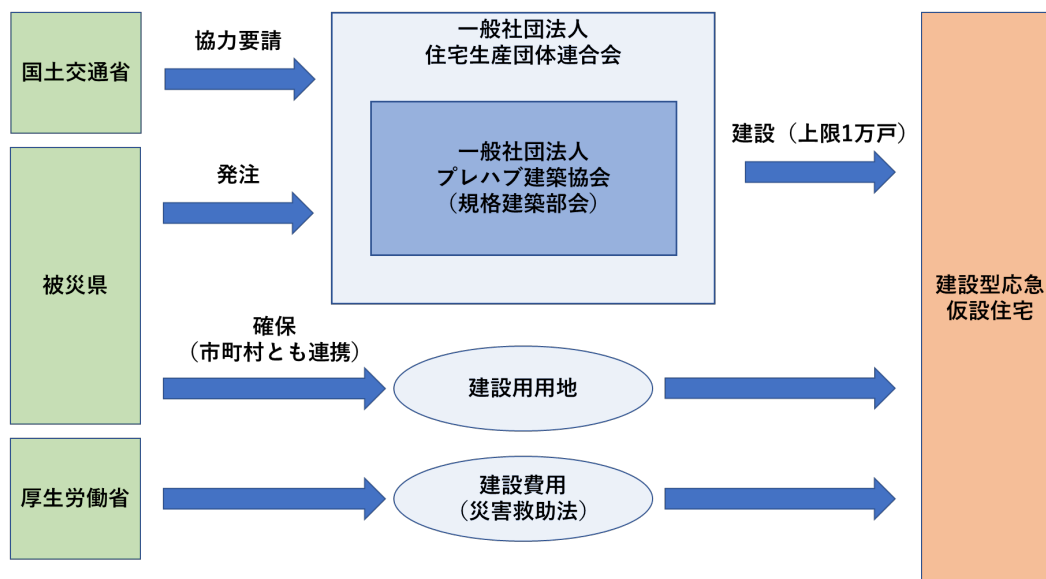 国土交通省
協力要請
一般社団法人
住宅生産団体連合会
一般社団法人
プレハブ建築協会
（規格建築部会）
建設（上限1万戸）
被災県
発注
確保
（市町村とも連携）
建設用用地
建設型応急
仮設住宅
厚生労働省
建設費用
（災害救助法）